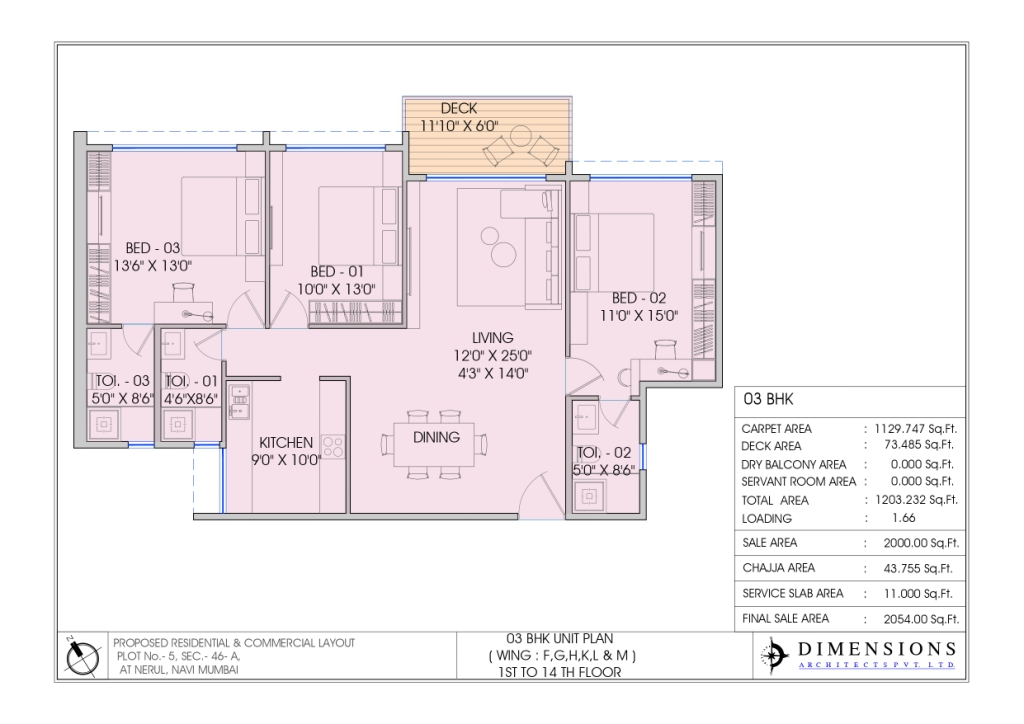 DECK
11'10" X 6'0"
BED - 03
13'6" X 13'0"
BED - 01
10'0" X 13'0"
BED - 02
11'0" X 15'0"
LIVING
12'0" X 25'0"
4'3" X 14'0"
TOI. - 03
5'0" X 8'6"
TOI. - 01
4'6"X8'6"
KITCHEN
9'0" X 10'0"
DINING
TOI. - 02
5'0" X 8'6"
03 BHK
CARPET AREA : 1129.747 Sq.Ft.
DECK AREA : 73.485 Sq.Ft.
DRY BALCONY AREA : 0.000 Sq.Ft.
SERVANT ROOM AREA : 0.000 Sq.Ft.
TOTAL AREA : 1203.232 Sq.Ft.
LOADING : 1.66
SALE AREA : 2000.00 Sq.Ft.
CHAJJA AREA : 43.755 Sq.Ft.
SERVICE SLAB AREA : 11.000 Sq.Ft.
FINAL SALE AREA : 2054.00 Sq.Ft.
N
PROPOSED RESIDENTIAL & COMMERCIAL LAYOUT
PLOT No.- 5, SEC.- 46- A,
AT NERUL, NAVI MUMBAI
03 BHK UNIT PLAN
( WING : F,G,H,K,L & M )
1ST TO 14 TH FLOOR
DIMENSIONS
ARCHITECTS PVT. LTD.